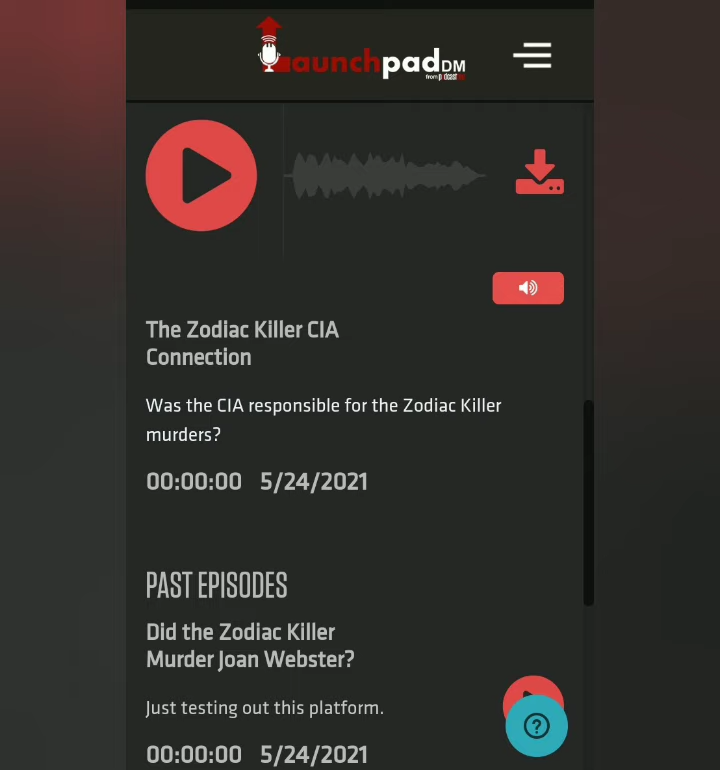 LaunchpadDM
from podcast
The Zodiac Killer CIA
Connection
Was the CIA responsible for the Zodiac Killer
murders?
00:00:00 5/24/2021
PAST EPISODES
Did the Zodiac Killer
Murder Joan Webster?
Just testing out this platform.
00:00:00 5/24/2021